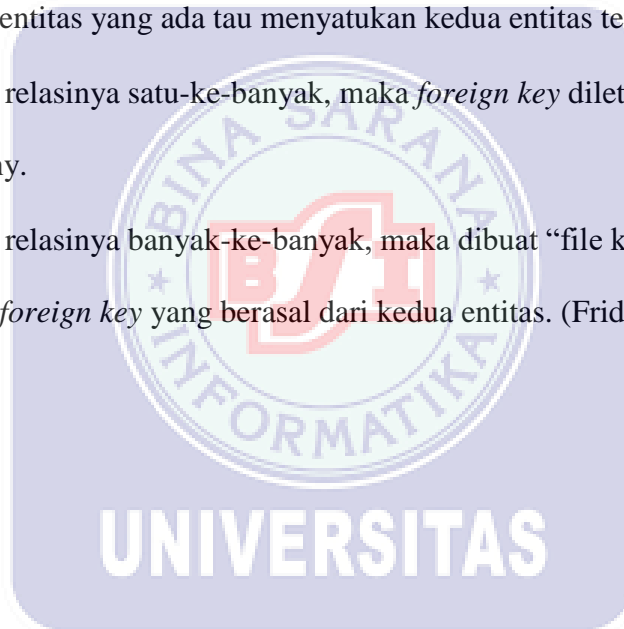 entitas yang ada tau menyatukan kedua entitas te
relasinya satu-ke-banyak, maka foreign key dilet
ny.
relasinya banyak-ke-banyak, maka dibuat “file k
foreign key yang berasal dari kedua entitas. (Frid
BINA SARANA
BSI
INFORMATIKA
UNIVERSITAS